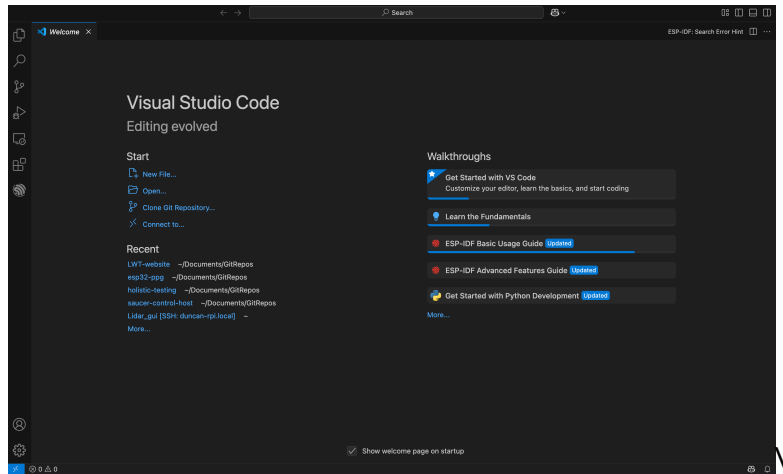 Search
Welcome
ESP-IDF: Search Error Hint
Visual Studio Code
Editing evolved
Start
New File...
Open...
Clone Git Repository...
Connect to...
Recent
LWT-website ~/Documents/GitRepos
esp32-ppg ~/Documents/GitRepos
holistic-testing ~/Documents/GitRepos
saucer-control-host ~/Documents/GitRepos
Lidar_gui [SSH: duncan-rpi.local] ~
More...
Walkthroughs
Get Started with VS Code
Customize your editor, learn the basics, and start coding
Learn the Fundamentals
ESP-IDF Basic Usage Guide Updated
ESP-IDF Advanced Features Guide Updated
Get Started with Python Development Updated
More...
Show welcome page on startup
0 0